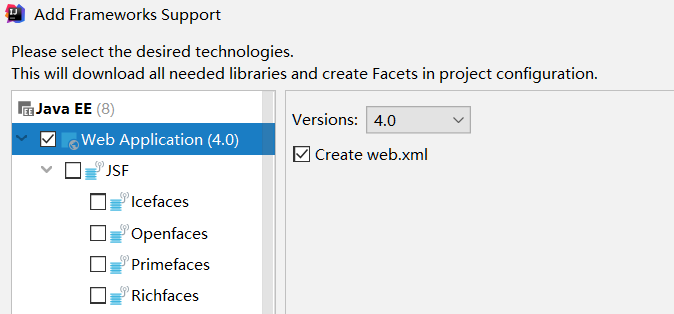 Add Frameworks Support
Please select the desired technologies.
This will download all needed libraries and create Facets in project configuration.
Java EE (8)
Web Application (4.0)
JSF
Icefaces
Openfaces
Primefaces
Richfaces
Versions: 4.0
Create web.xml